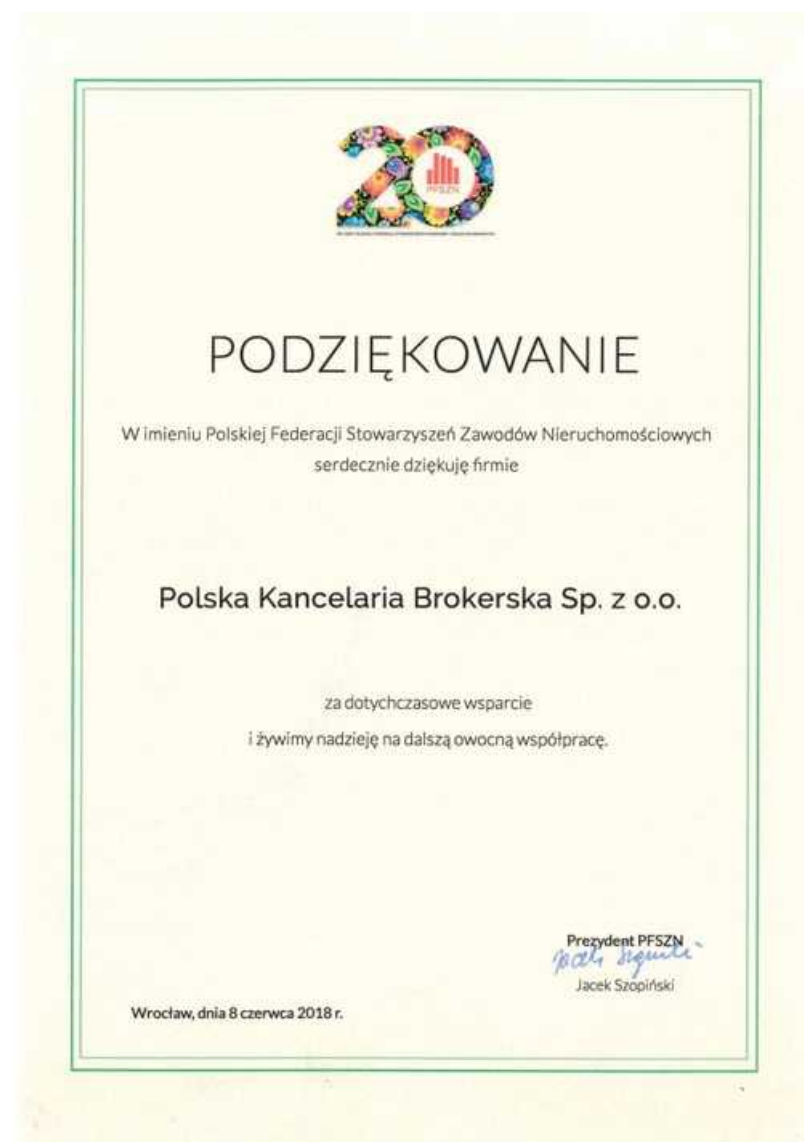 20
PFSZN
PODZIĘKOWANIE
W imieniu Polskiej Federacji Stowarzyszeń Zawodów Nieruchomościowych
serdecznie dziękuję firmie
Polska Kancelaria Brokerska Sp. z o.o.
za dotychczasowe wsparcie
i żywimy nadzieję na dalszą owocną współpracę.
Prezydent PFSZN
Jacek Szopiński
Wrocław, dnia 8 czerwca 2018 r.